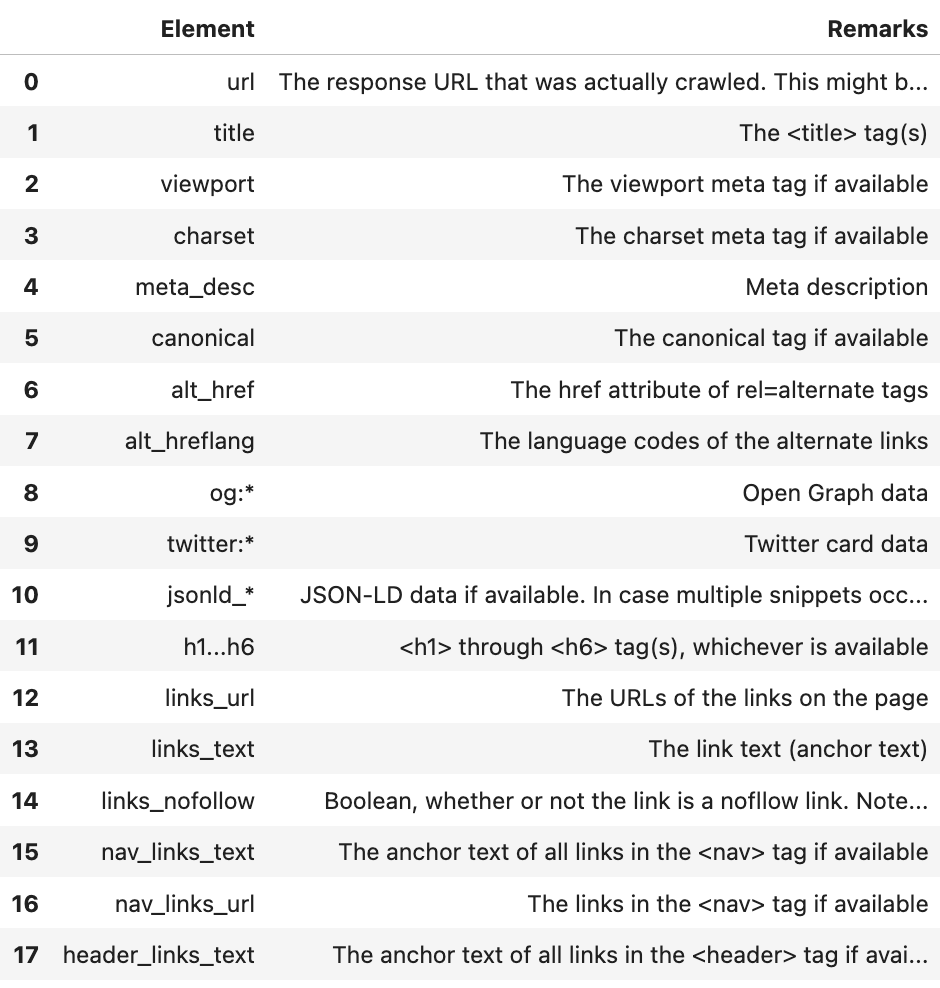 Element Remarks
0 url The response URL that was actually crawled. This might b...
1 title The <title> tag(s)
2 viewport The viewport meta tag if available
3 charset The charset meta tag if available
4 meta_desc Meta description
5 canonical The canonical tag if available
6 alt_href The href attribute of rel=alternate tags
7 alt_hreflang The language codes of the alternate links
8 og:* Open Graph data
9 twitter:* Twitter card data
10 jsonld_* JSON-LD data if available. In case multiple snippets occ...
11 h1...h6 <h1> through <h6> tag(s), whichever is available
12 links_url The URLs of the links on the page
13 links_text The link text (anchor text)
14 links_nofollow Boolean, whether or not the link is a nofllow link. Note...
15 nav_links_text The anchor text of all links in the <nav> tag if available
16 nav_links_url The links in the <nav> tag if available
17 header_links_text The anchor text of all links in the <header> tag if avai...